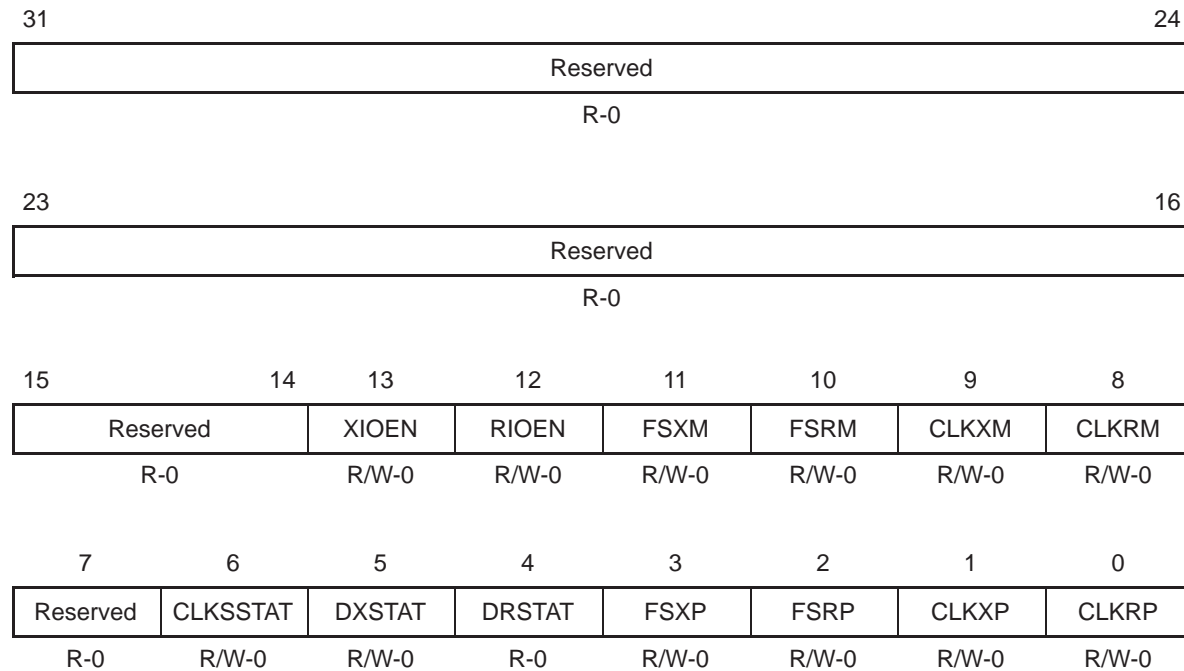 31 24
Reserved
R-0
23 16
Reserved
R-0
15 14 13 12 11 10 9 8
Reserved XIOEN RIOEN FSXM FSRM CLKXM CLKRM
R-0 R/W-0 R/W-0 R/W-0 R/W-0 R/W-0 R/W-0
7 6 5 4 3 2 1 0
Reserved CLKSSTAT DXSTAT DRSTAT FSXP FSRP CLKXP CLKRP
R-0 R/W-0 R/W-0 R-0 R/W-0 R/W-0 R/W-0 R/W-0